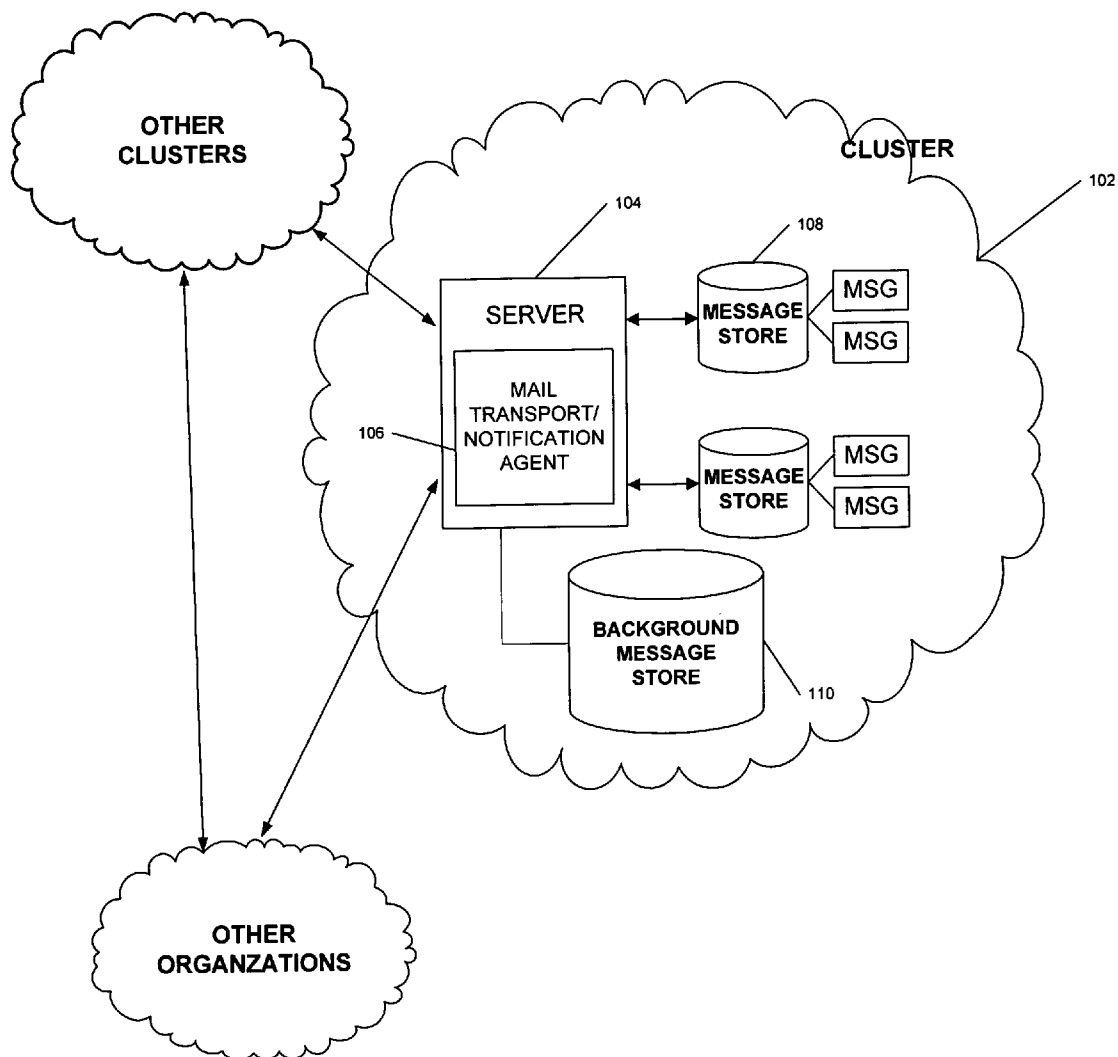 OTHER
CLUSTERS
CLUSTER
102
104
108
SERVER
MESSAGE
STORE
MSG
MSG
MAIL
TRANSPORT/
NOTIFICATION
AGENT
106
MESSAGE
STORE
MSG
MSG
BACKGROUND
MESSAGE
STORE
110
OTHER
ORGANZATIONS